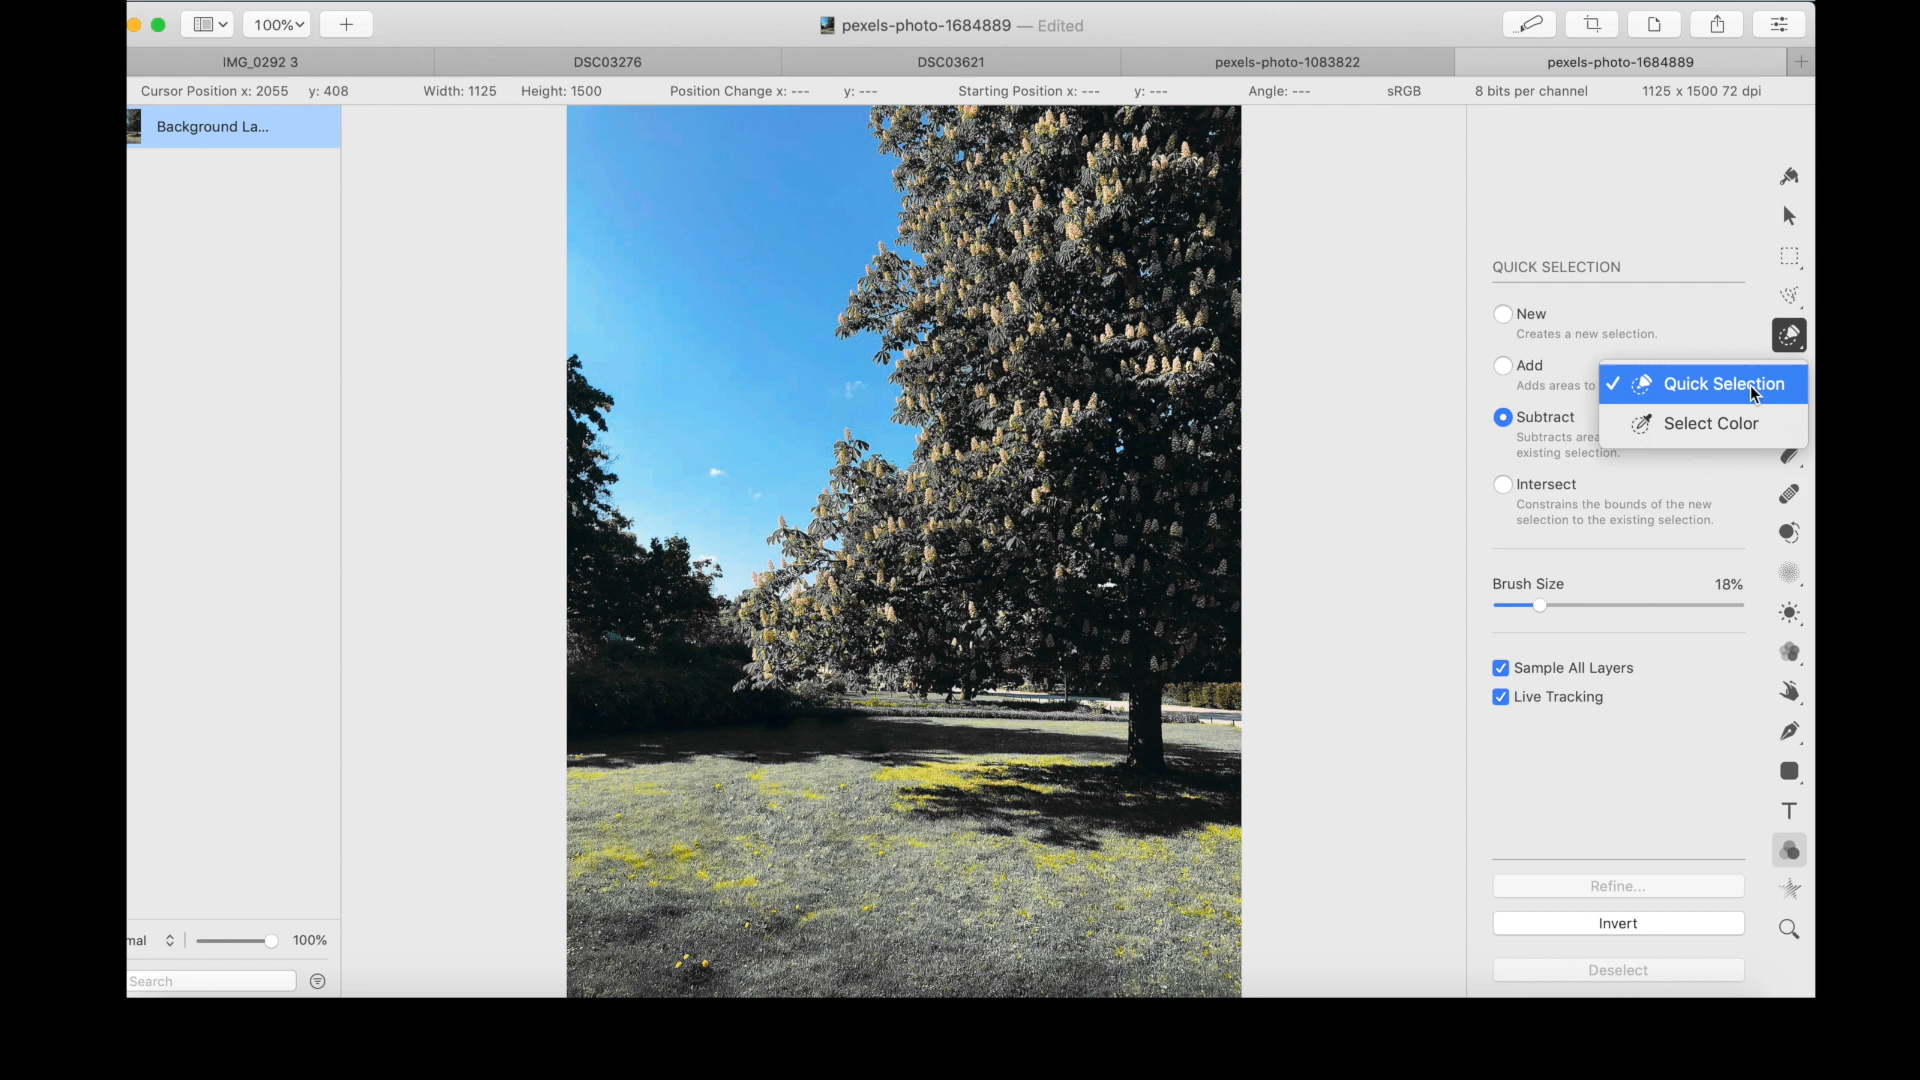 100%
pexels-photo-1684889 — Edited
IMG_0292 3
DSC03276
DSC03621
pexels-photo-1083822
pexels-photo-1684889
Cursor Position x: 2055 y: 408 Width: 1125 Height: 1500 Position Change x: --- y: --- Starting Position x: --- y: --- Angle: --- sRGB 8 bits per channel 1125 x 1500 72 dpi
Background La...
QUICK SELECTION
New
Creates a new selection.
Add
Adds areas to
Quick Selection
Select Color
Subtract
Subtracts area
existing selection.
Intersect
Constrains the bounds of the new
selection to the existing selection.
Brush Size 18%
Sample All Layers
Live Tracking
T
Refine...
Invert
Deselect
mal 100%
Search